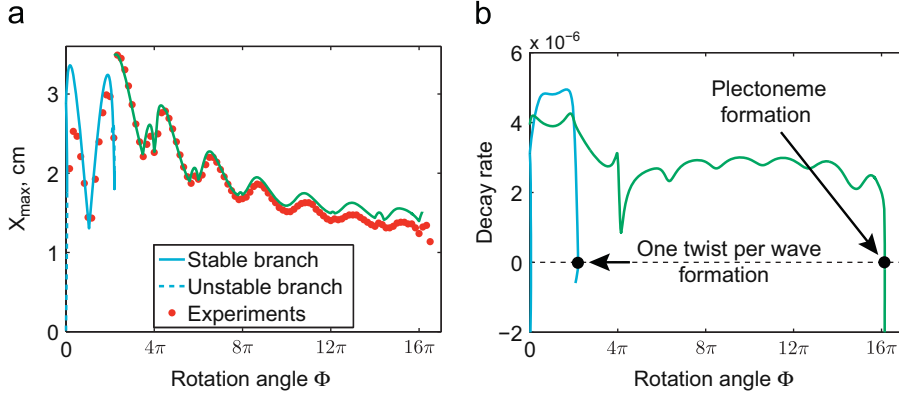 a
X_max, cm
3
2
1
0
0
4π
8π
12π
16π
Rotation angle Φ
Stable branch
Unstable branch
Experiments
b
x 10⁻⁶
Decay rate
6
4
2
0
−2
0
4π
8π
12π
16π
Rotation angle Φ
Plectoneme
formation
One twist per wave
formation